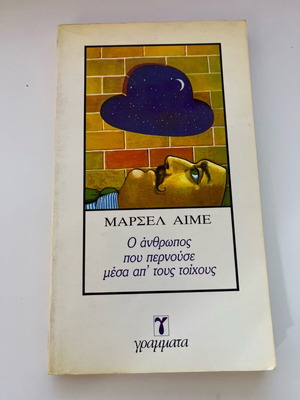 ΜΑΡΣΕΛ ΑΙΜΕ
Ο άνθρωπος
που περνούσε
μέσα απ' τους τοίχους
γ
γράμματα